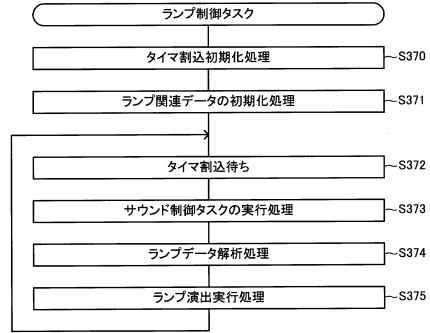 ランプ制御タスク
タイマ割込初期化処理
S370
ランプ関連データの初期化処理
S371
タイマ割込待ち
S372
サウンド制御タスクの実行処理
S373
ランプデータ解析処理
S374
ランプ演出実行処理
S375